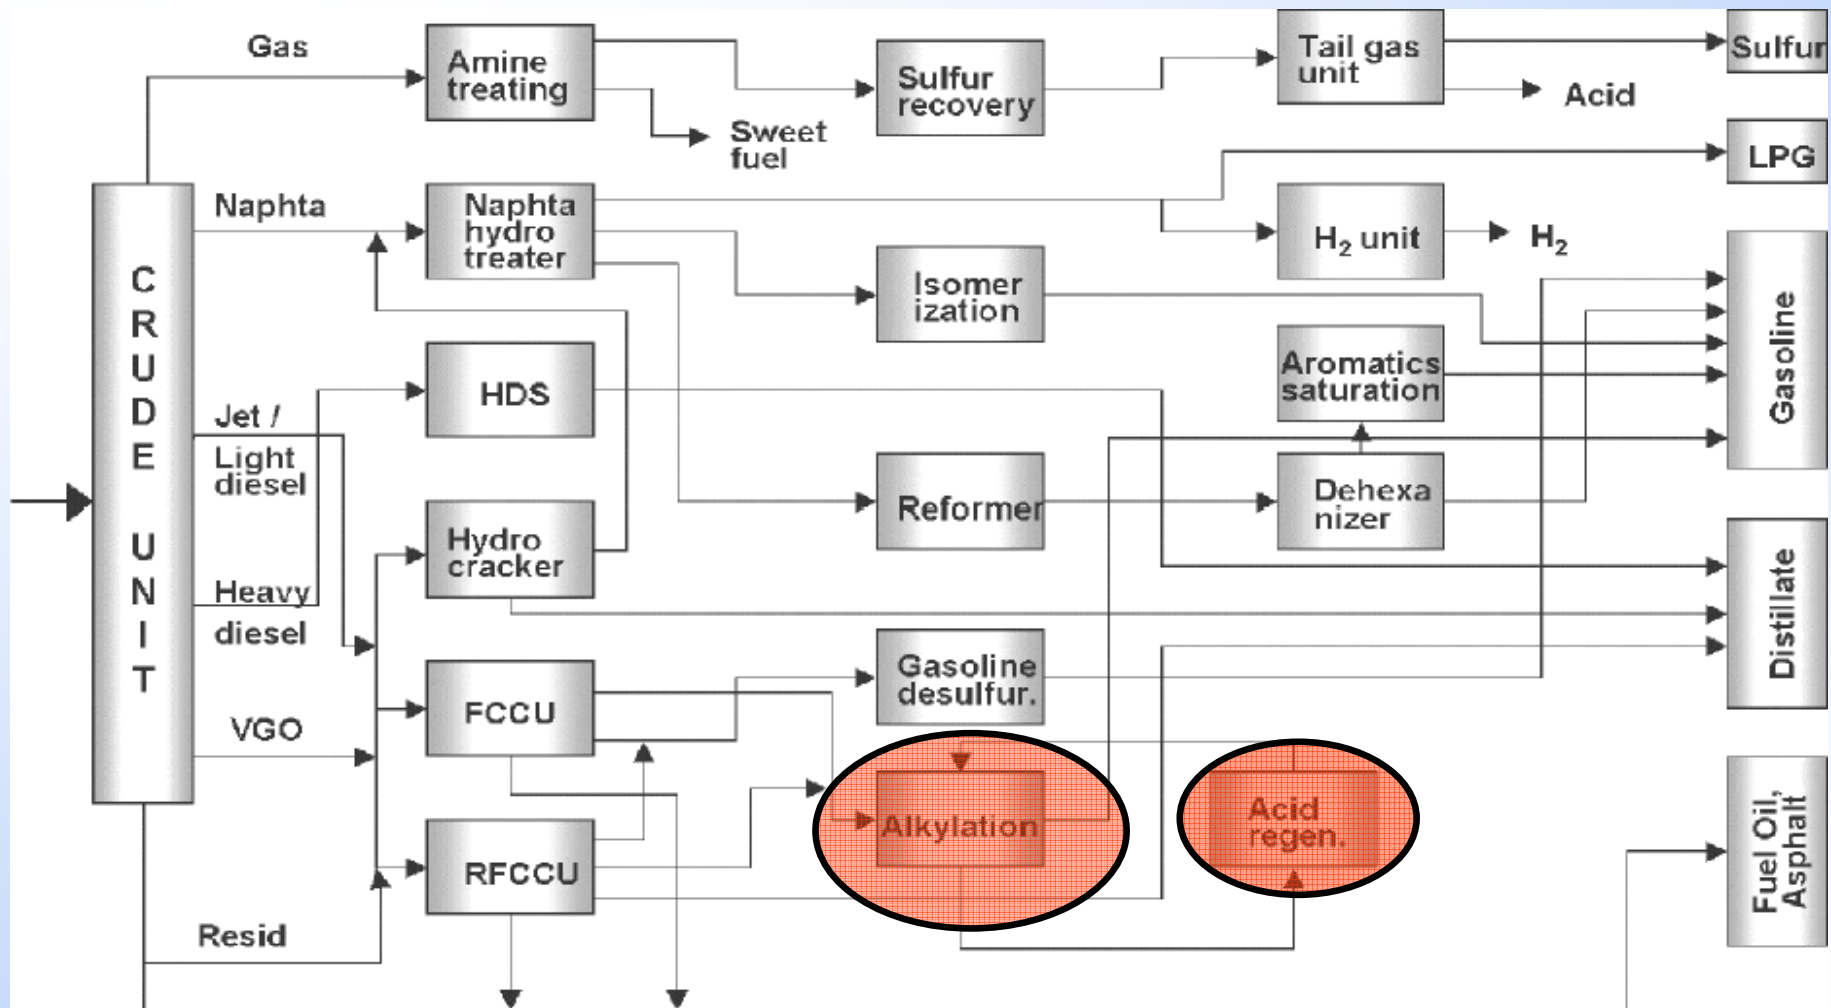 Gas
Amine
treating
Sulfur
recovery
Tail gas
unit
Sulfur
Acid
Sweet
fuel
LPG
Naphta
Naphta
hydro
treater
H₂ unit
H₂
CRUDE UNIT
Isomer
ization
Gasoline
Aromatics
saturation
HDS
Jet /
Light
diesel
Reformer
Dehexa
nizer
Hydro
cracker
Heavy
diesel
Distillate
Gasoline
desulfur.
FCCU
VGO
Alkylation
Acid
regen.
Fuel Oil,
Asphalt
RFCCU
Resid